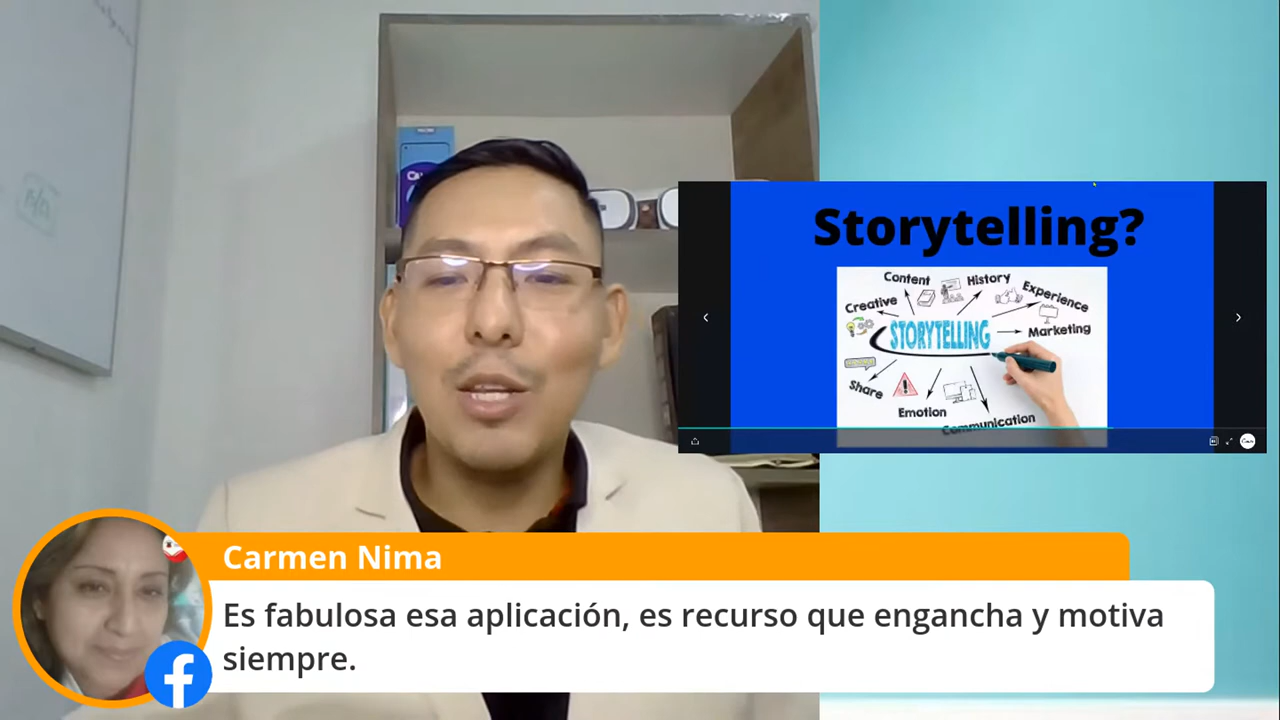 Storytelling?
Content
History
Creative
Experience
STORYTELLING
Marketing
Share
Emotion
Communication
Carmen Nima
Es fabulosa esa aplicación, es recurso que engancha y motiva
siempre.